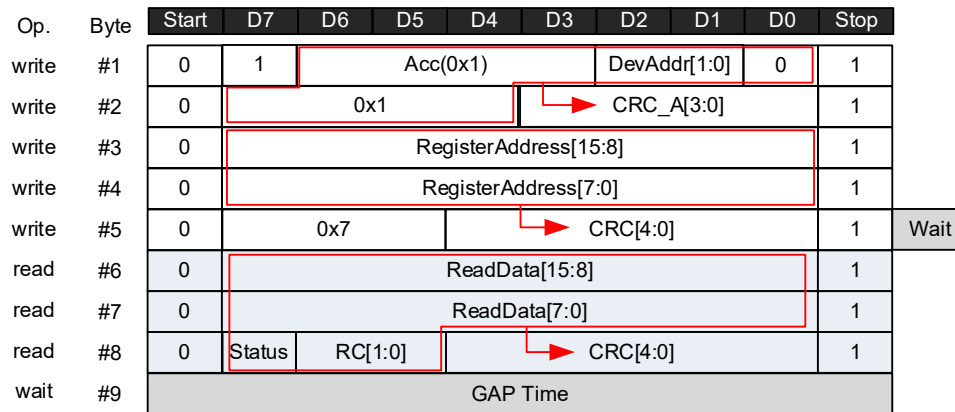 Op. Byte Start D7 D6 D5 D4 D3 D2 D1 D0 Stop
write #1 0 1 Acc(0x1) DevAddr[1:0] 0 1
write #2 0 0x1 CRC_A[3:0] 1
write #3 0 RegisterAddress[15:8] 1
write #4 0 RegisterAddress[7:0] 1
write #5 0 0x7 CRC[4:0] 1 Wait
read #6 0 ReadData[15:8] 1
read #7 0 ReadData[7:0] 1
read #8 0 Status RC[1:0] CRC[4:0] 1
wait #9 GAP Time